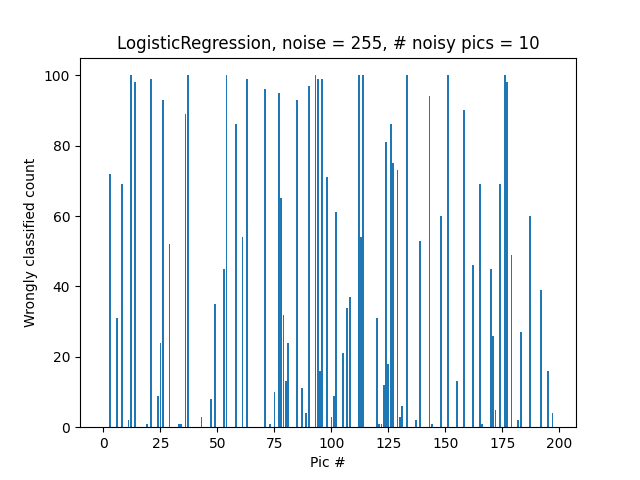 LogisticRegression, noise = 255, # noisy pics = 10
100
80
60
40
20
0
Wrongly classified count
0 25 50 75 100 125 150 175 200
Pic #